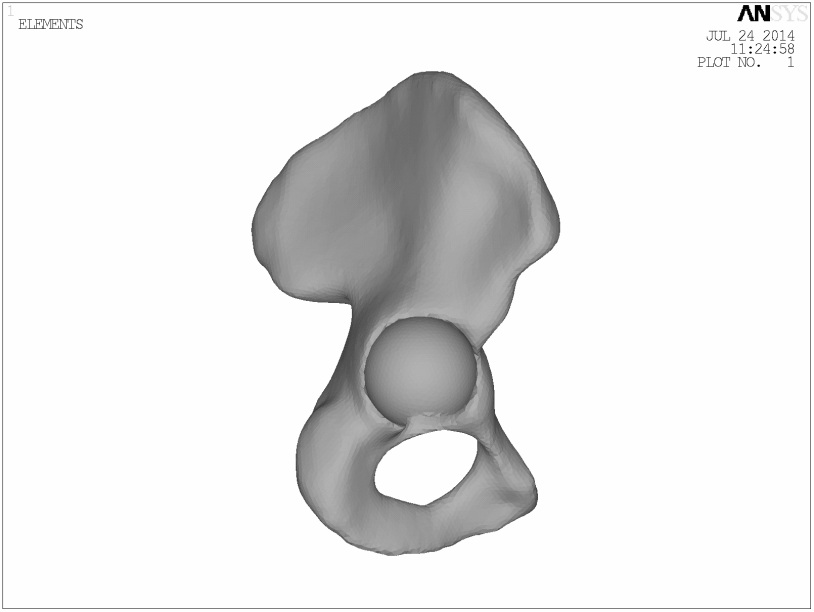 1
ELEMENTS
ANSYS
JUL 24 2014
11:24:58
PLOT NO. 1